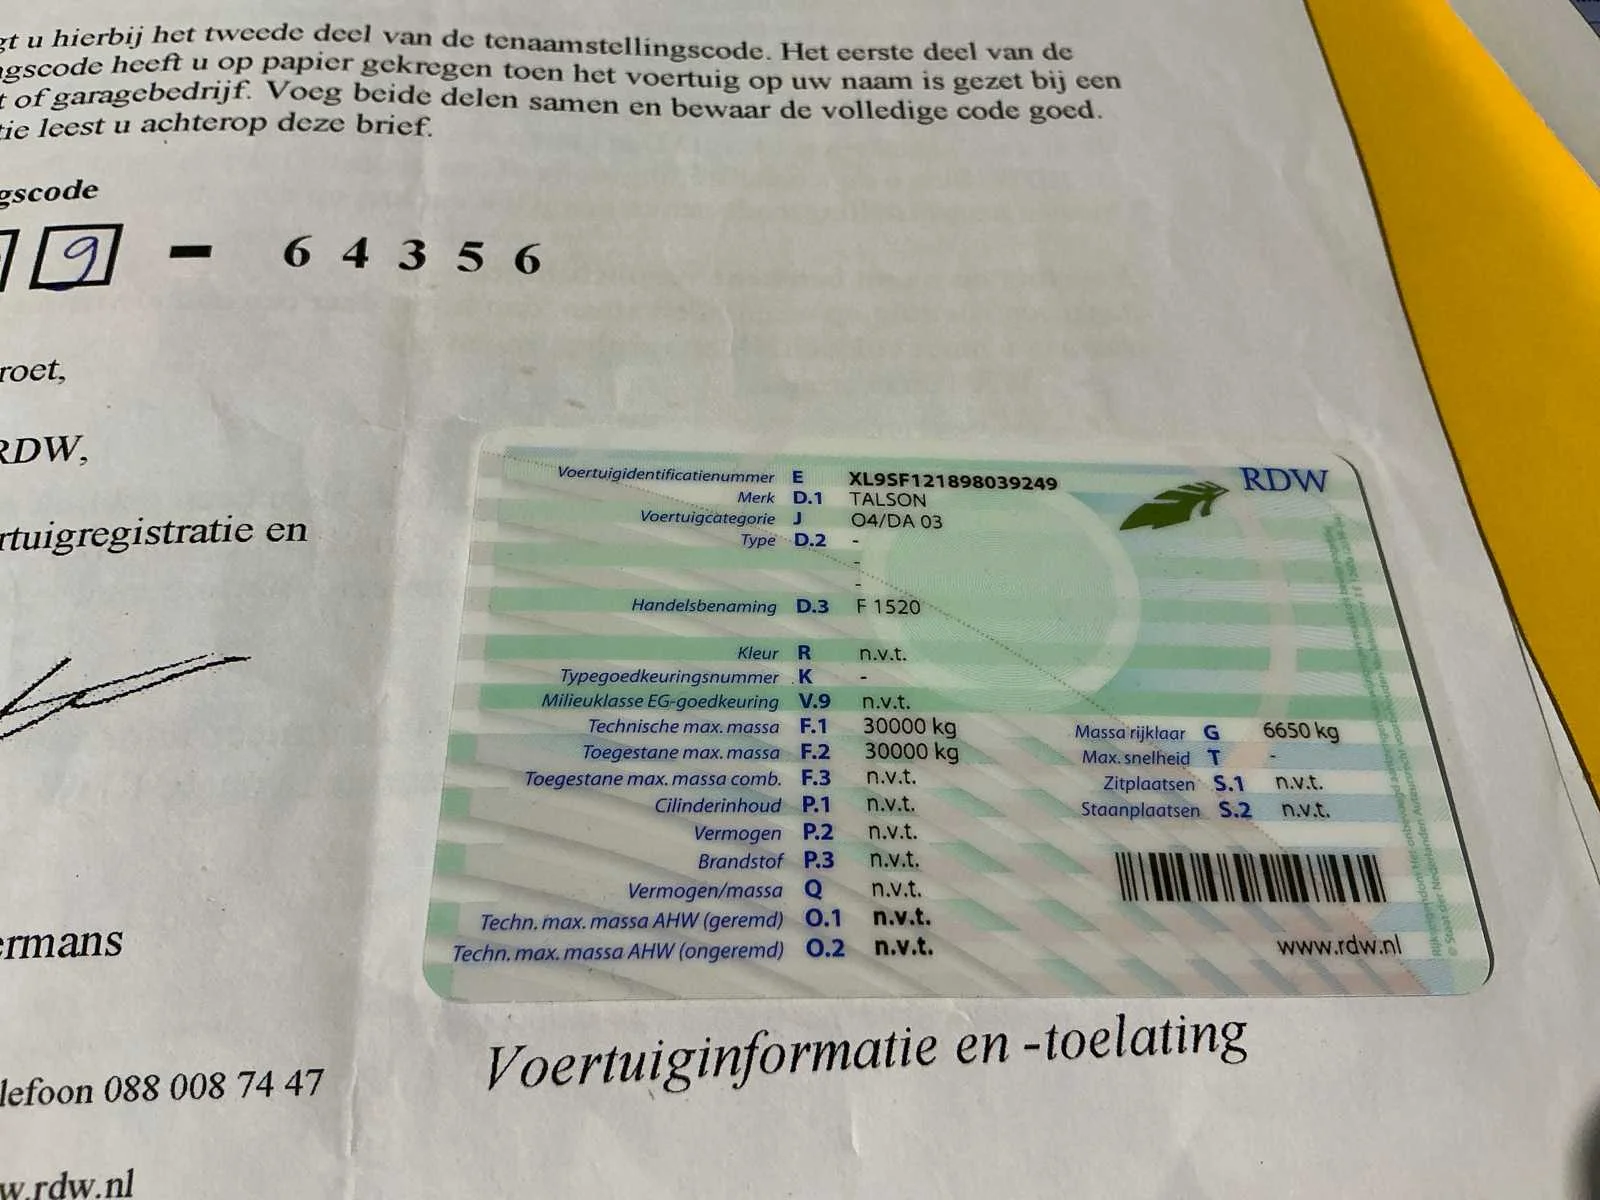 gt u hierbij het tweede deel van de tenaamstellingscode. Het eerste deel van de
ngscode heeft u op papier gekregen toen het voertuig op uw naam is gezet bij een
t of garagebedrijf. Voeg beide delen samen en bewaar de volledige code goed.
tie leest u achterop deze brief.
gscode
9 - 6 4 3 5 6
roet,
RDW,
rtuigregistratie en
ermans
lefoon 088 008 74 47
w.rdw.nl
RDW
Voertuigidentificatienummer E XL9SF121898039249
Merk D.1 TALSON
Voertuigcategorie J O4/DA 03
Type D.2 -
-
-
Handelsbenaming D.3 F 1520
Kleur R n.v.t.
Typegoedkeuringsnummer K -
Milieuklasse EG-goedkeuring V.9 n.v.t.
Technische max. massa F.1 30000 kg
Toegestane max. massa F.2 30000 kg
Toegestane max. massa comb. F.3 n.v.t.
Cilinderinhoud P.1 n.v.t.
Vermogen P.2 n.v.t.
Brandstof P.3 n.v.t.
Vermogen/massa Q n.v.t.
Techn. max. massa AHW (geremd) O.1 n.v.t.
Techn. max. massa AHW (ongeremd) O.2 n.v.t.
Massa rijklaar G 6650 kg
Max. snelheid T -
Zitplaatsen S.1 n.v.t.
Staanplaatsen S.2 n.v.t.
www.rdw.nl
Voertuiginformatie en -toelating